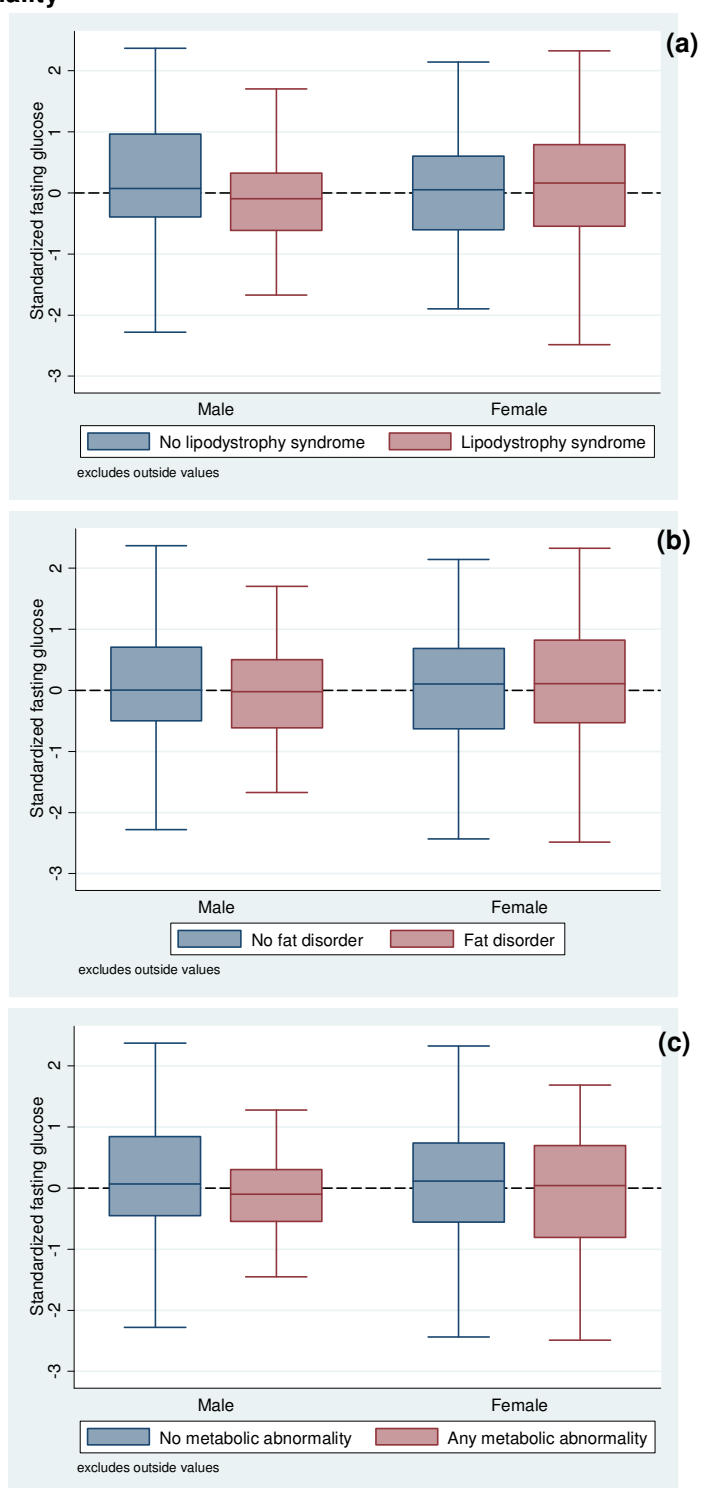 (a)
Standardized fasting glucose
2
1
0
-1
-2
-3
Male Female
No lipodystrophy syndrome Lipodystrophy syndrome
excludes outside values
(b)
Standardized fasting glucose
2
1
0
-1
-2
-3
Male Female
No fat disorder Fat disorder
excludes outside values
(c)
Standardized fasting glucose
2
1
0
-1
-2
-3
Male Female
No metabolic abnormality Any metabolic abnormality
excludes outside values